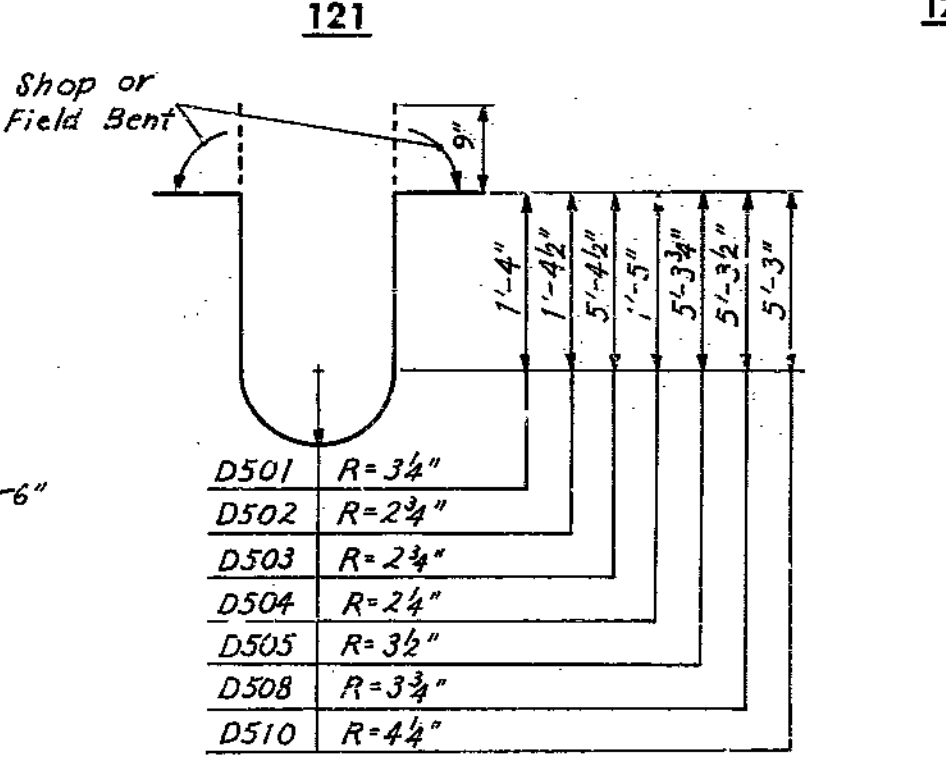 121
12
Shop or
Field Bent
9"
1'-4"
1'-4½"
5'-4½"
1'-5"
5'-3¾"
5'-3½"
5'-3"
-6"
D501 R=3¼"
D502 R=2¾"
D503 R=2¾"
D504 R=2¼"
D505 R=3½"
D508 R=3¾"
D510 R=4¼"